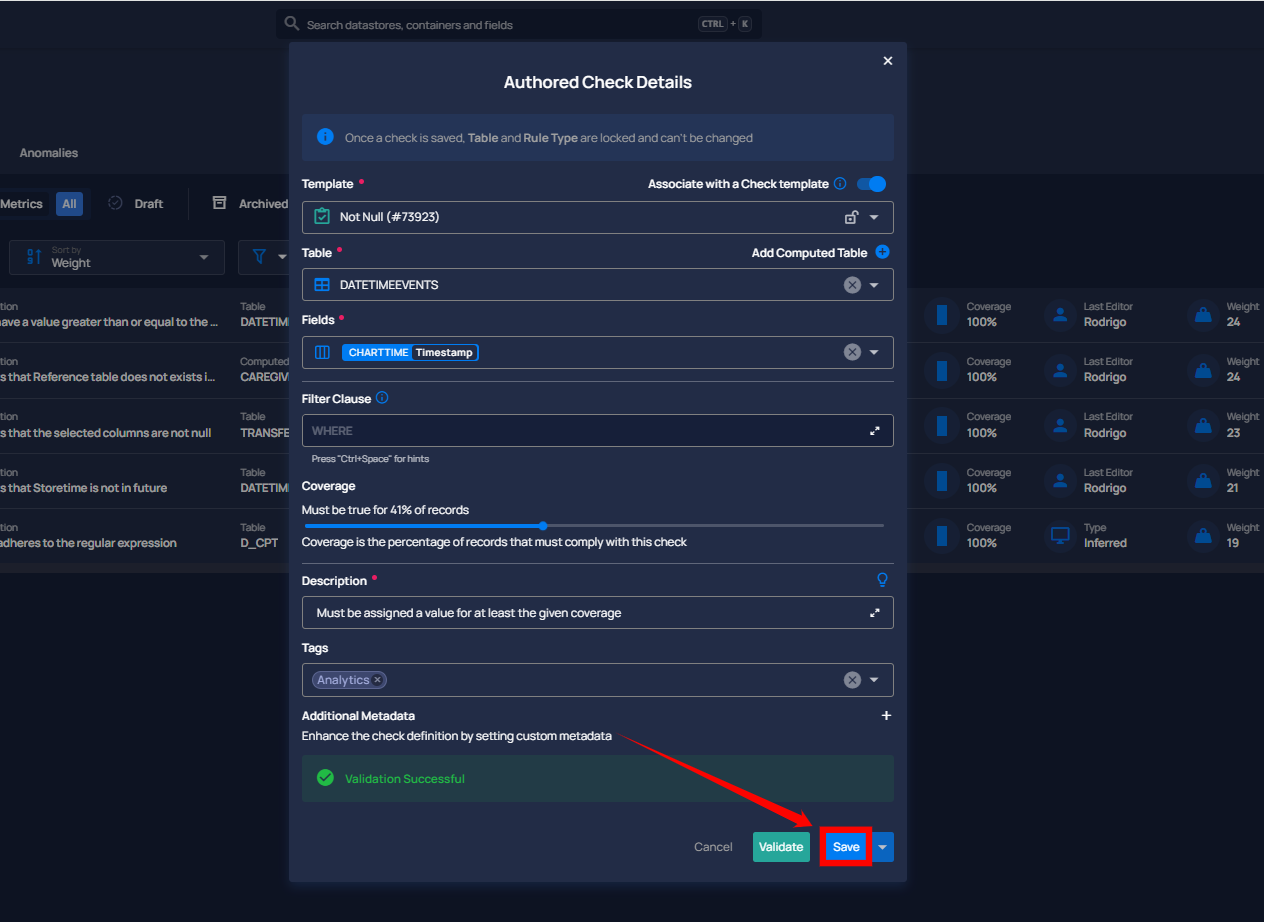 Search datastores, containers and fields CTRL + K
Authored Check Details
Once a check is saved, Table and Rule Type are locked and can't be changed
Anomalies
Template * Associate with a Check template
Metrics All Draft Archived
Not Null (#73923)
Table * Add Computed Table
Sort by
Weight
DATETIMEEVENTS
Fields *
CHARTTIME Timestamp
Filter Clause
WHERE
Press "Ctrl+Space" for hints
Coverage
Must be true for 41% of records
Coverage is the percentage of records that must comply with this check
Description *
Must be assigned a value for at least the given coverage
Tags
Analytics
Additional Metadata
Enhance the check definition by setting custom metadata
Validation Successful
Cancel Validate Save
tion Table Coverage Last Editor Weight
ave a value greater than or equal to the ... DATETIM 100% Rodrigo 24
tion Computed Coverage Last Editor Weight
s that Reference table does not exists i... CAREGIV 100% Rodrigo 24
tion Table Coverage Last Editor Weight
s that the selected columns are not null TRANSFE 100% Rodrigo 23
tion Table Coverage Last Editor Weight
s that Storetime is not in future DATETIM 100% Rodrigo 21
tion Table Coverage Type Weight
adheres to the regular expression D_CPT 100% Inferred 19